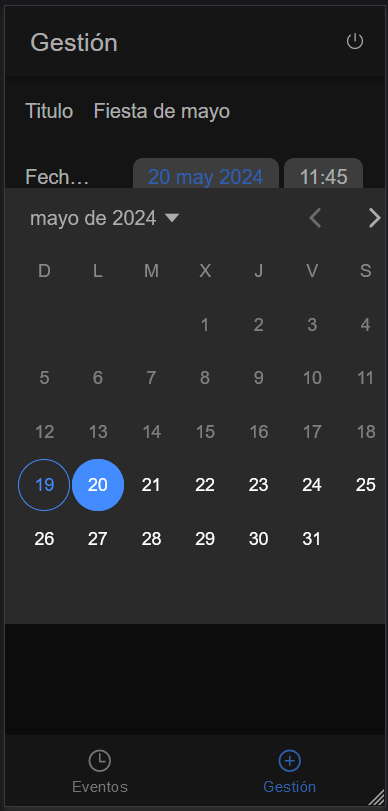 Gestión
Titulo Fiesta de mayo
Fech... 20 may 2024 11:45
mayo de 2024
D L M X J V S
1 2 3 4
5 6 7 8 9 10 11
12 13 14 15 16 17 18
19 20 21 22 23 24 25
26 27 28 29 30 31
Eventos Gestión